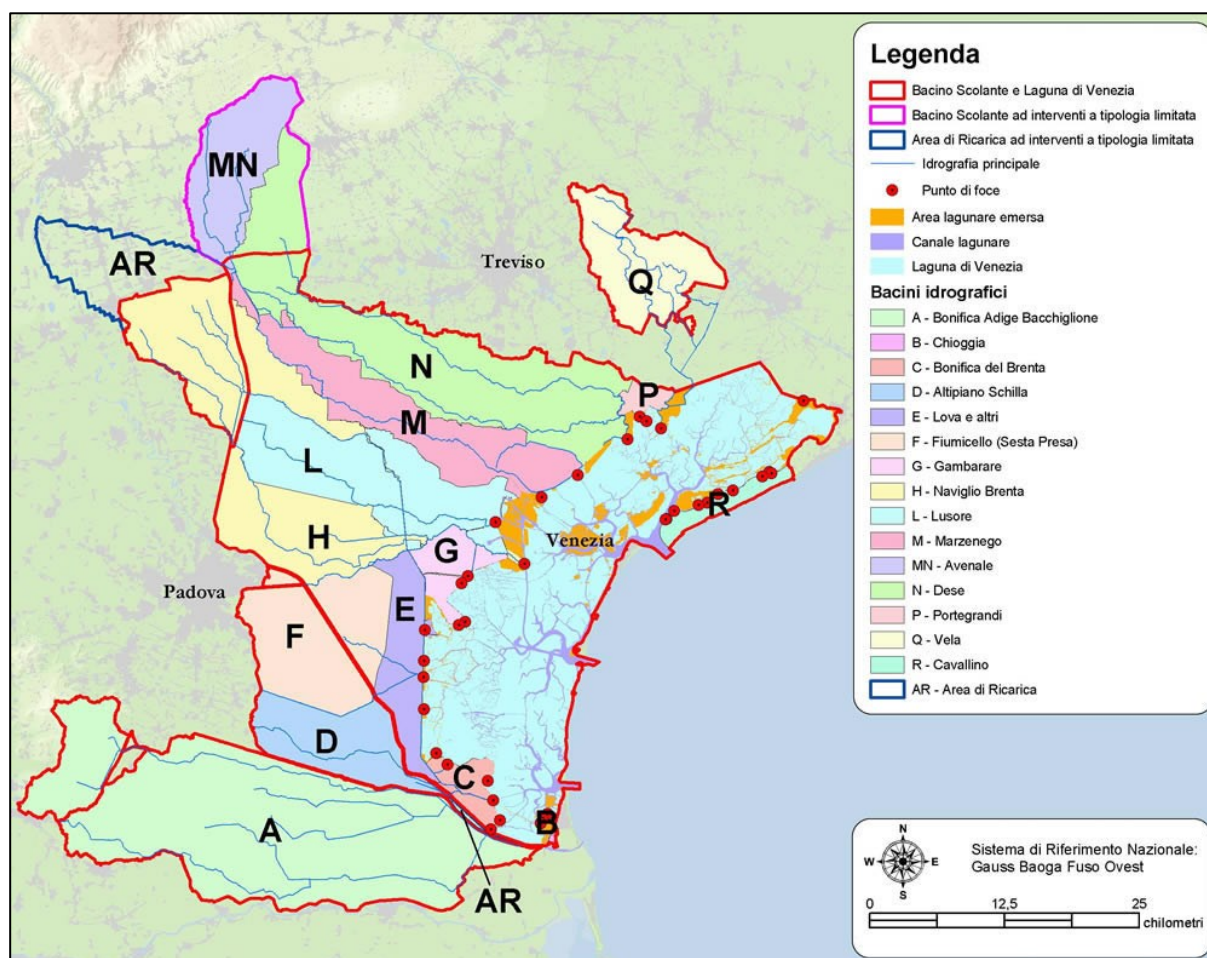 MN
AR
Treviso
Q
N
P
M
L
R
H
Venezia
G
Padova
E
F
D
C
B
A
AR
Legenda
Bacino Scolante e Laguna di Venezia
Bacino Scolante ad interventi a tipologia limitata
Area di Ricarica ad interventi a tipologia limitata
Idrografia principale
Punto di foce
Area lagunare emersa
Canale lagunare
Laguna di Venezia
Bacini idrografici
A - Bonifica Adige Bacchiglione
B - Chioggia
C - Bonifica del Brenta
D - Altipiano Schilla
E - Lova e altri
F - Fiumicello (Sesta Presa)
G - Gambarare
H - Naviglio Brenta
L - Lusore
M - Marzenego
MN - Avenale
N - Dese
P - Portegrandi
Q - Vela
R - Cavallino
AR - Area di Ricarica
N
W E
S
Sistema di Riferimento Nazionale:
Gauss Baoga Fuso Ovest
0 12,5 25
chilometri